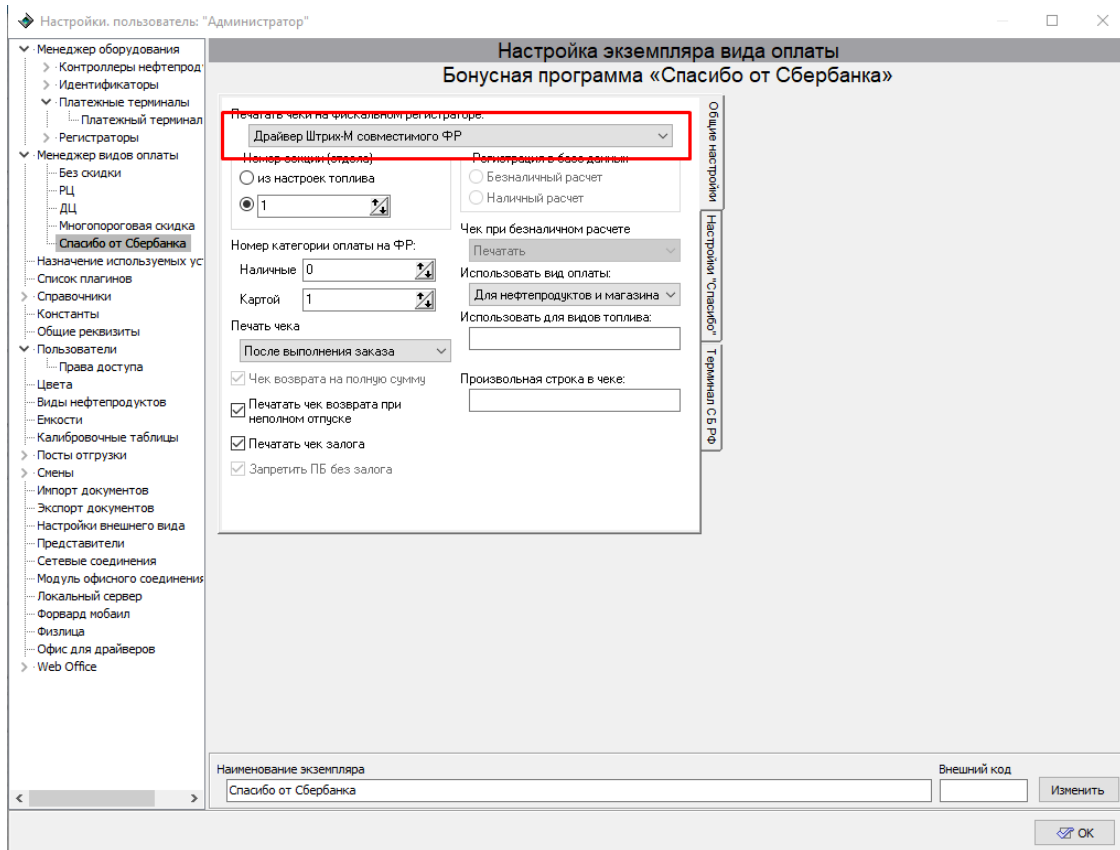 Настройки. пользователь: "Администратор"
Менеджер оборудования
Контроллеры нефтепрод
Идентификаторы
Платежные терминалы
Платежный терминал
Регистраторы
Менеджер видов оплаты
Без скидки
РЦ
ДЦ
Многопороговая скидка
Спасибо от Сбербанка
Назначение используемых ус
Список плагинов
Справочники
Константы
Общие реквизиты
Пользователи
Права доступа
Цвета
Виды нефтепродуктов
Емкости
Калибровочные таблицы
Посты отгрузки
Смены
Импорт документов
Экспорт документов
Настройки внешнего вида
Представители
Сетевые соединения
Модуль офисного соединения
Локальный сервер
Форвард мобаил
Физлица
Офис для драйверов
Web Office
Настройка экземпляра вида оплаты
Бонусная программа «Спасибо от Сбербанка»
Печатать чеки на фискальном регистраторе:
Драйвер Штрих-М совместимого ФР
Номер секции (отдела)
из настроек топлива
1
Номер категории оплаты на ФР:
Наличные 0
Картой 1
Печать чека
После выполнения заказа
Чек возврата на полную сумму
Печатать чек возврата при
неполном отпуске
Печатать чек залога
Запретить ПБ без залога
Регистрация в базе данных
Безналичный расчет
Наличный расчет
Чек при безналичном расчете
Печатать
Использовать вид оплаты:
Для нефтепродуктов и магазина
Использовать для видов топлива:
Произвольная строка в чеке:
Общие настройки
Настройки "Спасибо"
Терминал СБ РФ
Наименование экземпляра
Спасибо от Сбербанка
Внешний код
Изменить
ОК